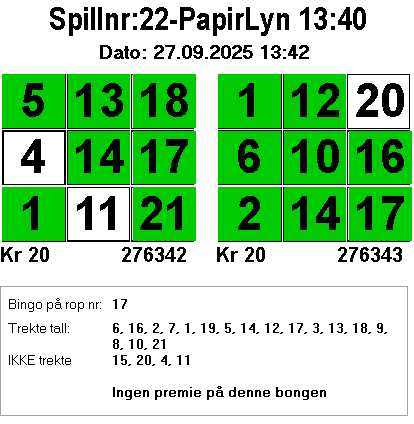 Spillnr:22-PapirLyn 13:40
Dato: 27.09.2025 13:42
5 13 18 1 12 20
4 14 17 6 10 16
1 11 21 2 14 17
Kr 20 276342 Kr 20 276343
Bingo på rop nr: 17
Trekte tall: 6, 16, 2, 7, 1, 19, 5, 14, 12, 17, 3, 13, 18, 9,
8, 10, 21
IKKE trekte 15, 20, 4, 11
Ingen premie på denne bongen